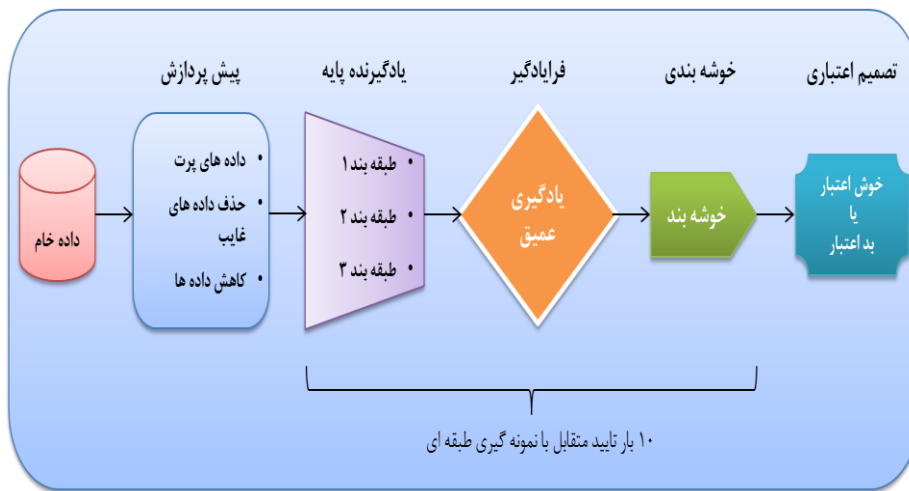 پیش پردازش
یادگیرنده پایه
فرایادگیر
خوشه بندی
تصمیم اعتباری
داده خام
• داده های پرت
• حذف داده های
غایب
• کاهش داده ها
• طبقه بند ۱
• طبقه بند ۲
• طبقه بند ۳
یادگیری
عمیق
خوشه بند
خوش اعتبار
یا
بد اعتبار
۱۰ بار تایید متقابل با نمونه گیری طبقه ای